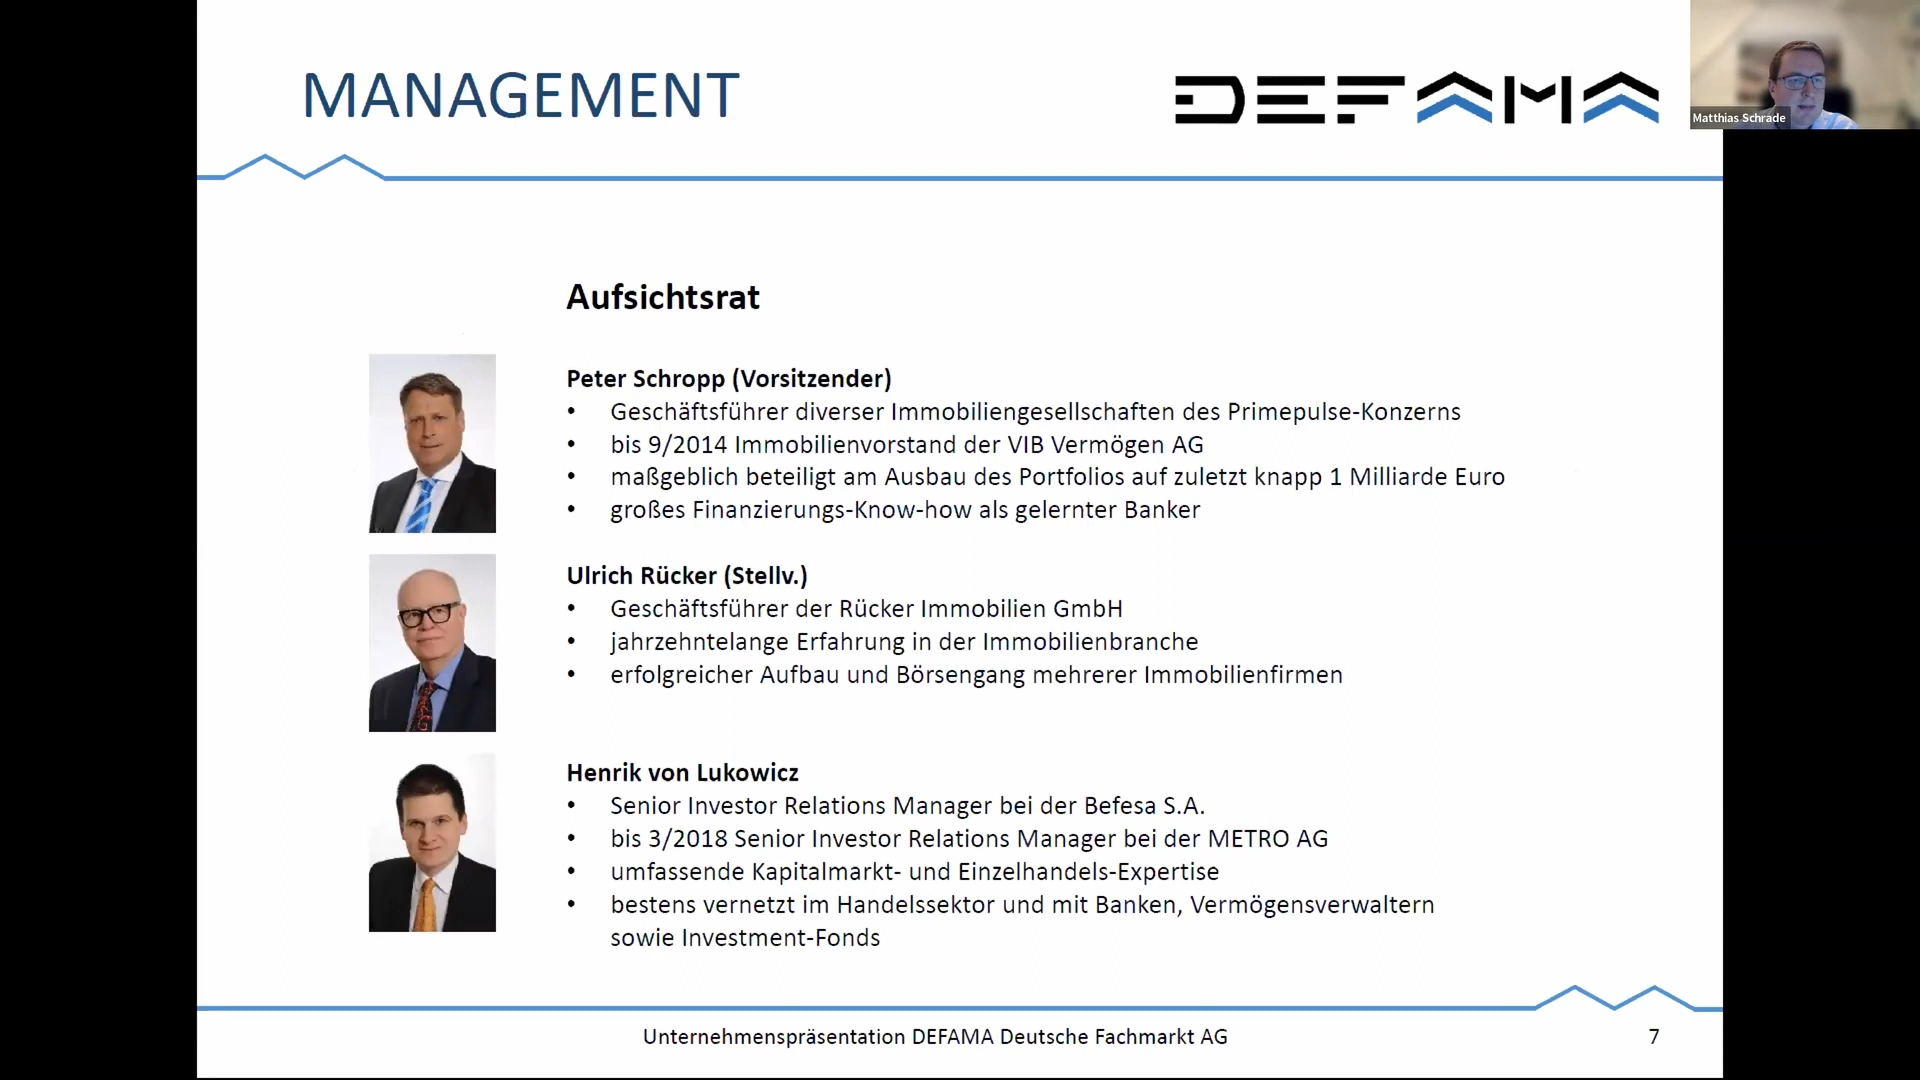 MANAGEMENT
DEFAMA
Matthias Schrade
Aufsichtsrat
Peter Schropp (Vorsitzender)
• Geschäftsführer diverser Immobiliengesellschaften des Primepulse-Konzerns
• bis 9/2014 Immobilienvorstand der VIB Vermögen AG
• maßgeblich beteiligt am Ausbau des Portfolios auf zuletzt knapp 1 Milliarde Euro
• großes Finanzierungs-Know-how als gelernter Banker
Ulrich Rücker (Stellv.)
• Geschäftsführer der Rücker Immobilien GmbH
• jahrzehntelange Erfahrung in der Immobilienbranche
• erfolgreicher Aufbau und Börsengang mehrerer Immobilienfirmen
Henrik von Lukowicz
• Senior Investor Relations Manager bei der Befesa S.A.
• bis 3/2018 Senior Investor Relations Manager bei der METRO AG
• umfassende Kapitalmarkt- und Einzelhandels-Expertise
• bestens vernetzt im Handelssektor und mit Banken, Vermögensverwaltern
sowie Investment-Fonds
Unternehmenspräsentation DEFAMA Deutsche Fachmarkt AG
7